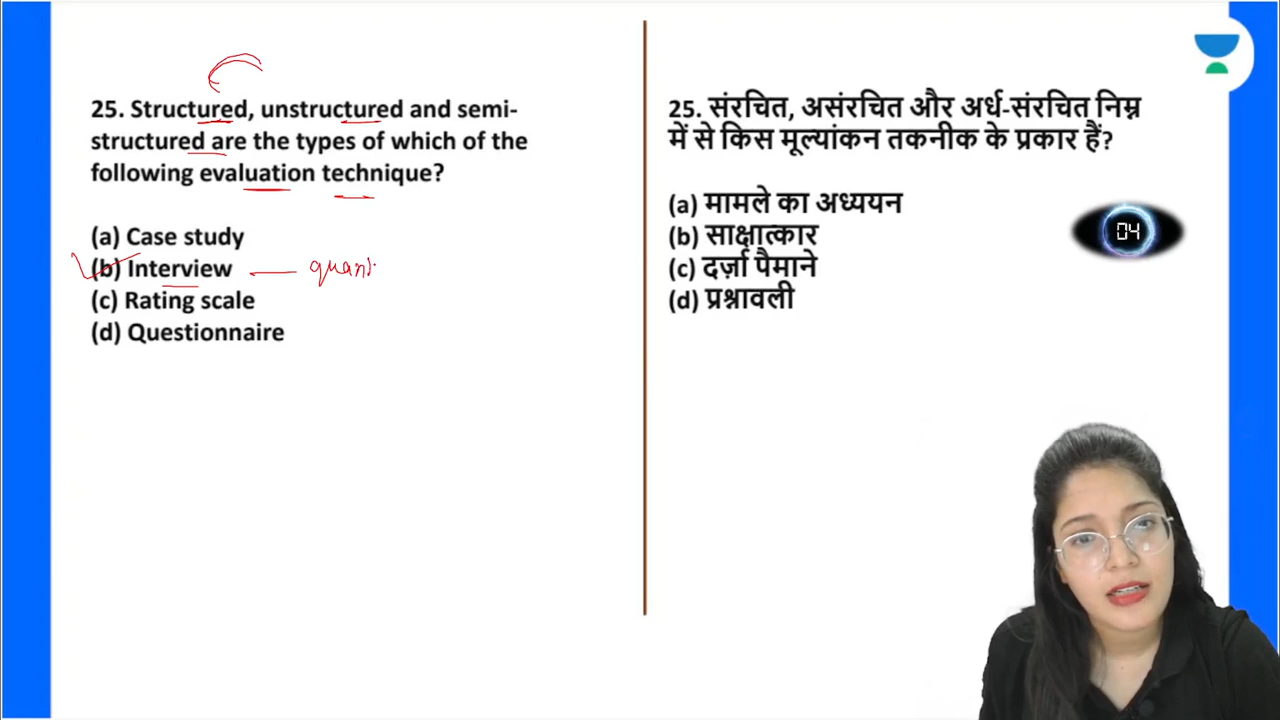 25. Structured, unstructured and semi-
structured are the types of which of the
following evaluation technique?
(a) Case study
(b) Interview
quanti
(c) Rating scale
(d) Questionnaire
25. संरचित, असंरचित और अर्ध-संरचित निम्न
में से किस मूल्यांकन तकनीक के प्रकार हैं?
(a) मामले का अध्ययन
(b) साक्षात्कार
(c) दर्ज़ा पैमाने
(d) प्रश्नावली
04